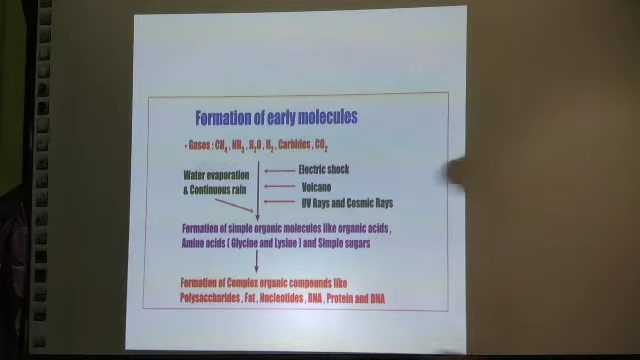 Formation of early molecules
• Gases : CH₄ , NH₃ , H₂O , H₂ , Carbides , CO₂
Water evaporation
& Continuous rain
Electric shock
Volcano
UV Rays and Cosmic Rays
Formation of simple organic molecules like organic acids ,
Amino acids ( Glycine and Lysine ) and Simple sugars
Formation of Complex organic compounds like
Polysaccharides , Fat , Nucleotides , RNA , Protein and DNA